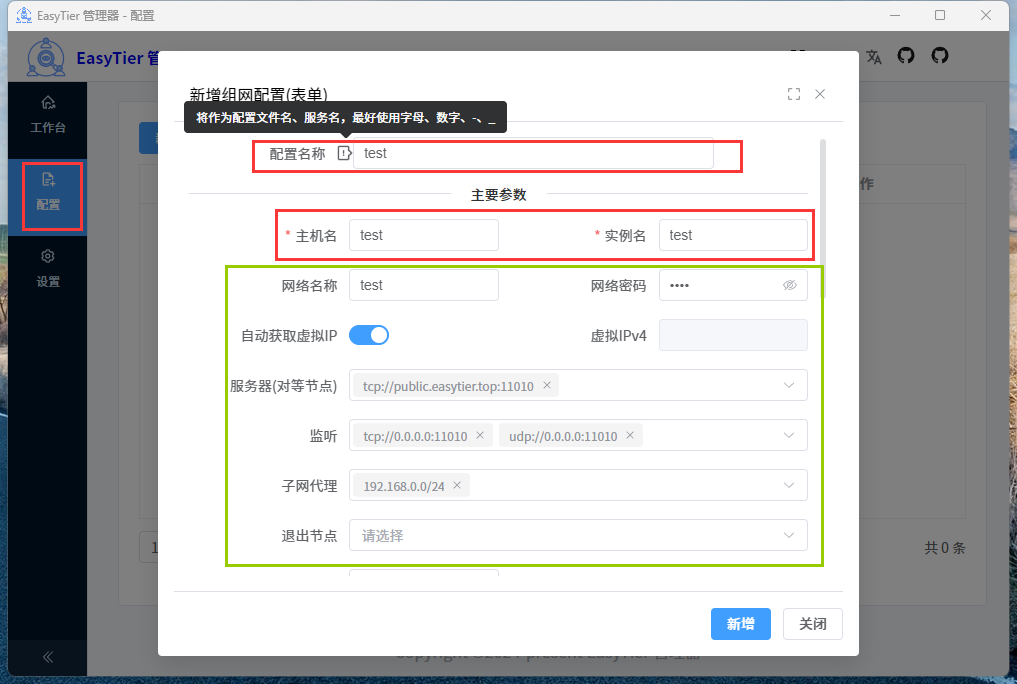 EasyTier 管理器 - 配置
EasyTier 管
工作台
配置
设置
新增组网配置(表单)
将作为配置文件名、服务名，最好使用字母、数字、-、_
配置名称 test
主要参数
* 主机名 test * 实例名 test
网络名称 test 网络密码 ••••
自动获取虚拟IP 虚拟IPv4
服务器(对等节点) tcp://public.easytier.top:11010
监听 tcp://0.0.0.0:11010 udp://0.0.0.0:11010
子网代理 192.168.0.0/24
退出节点 请选择
作
1
共 0 条
新增 关闭